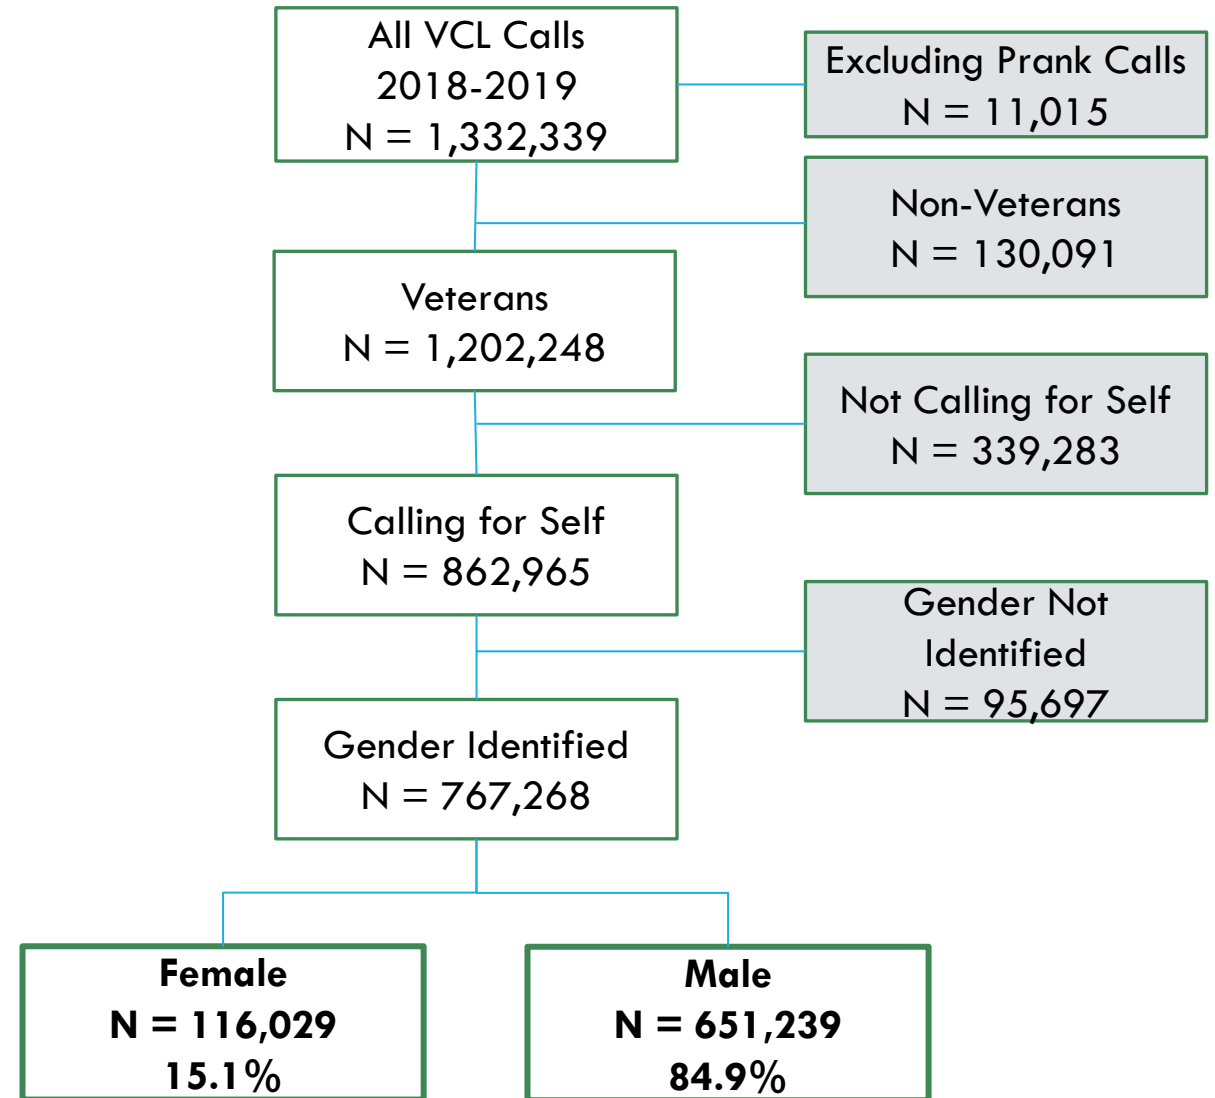 All VCL Calls
2018-2019
N = 1,332,339
Excluding Prank Calls
N = 11,015
Non-Veterans
N = 130,091
Veterans
N = 1,202,248
Not Calling for Self
N = 339,283
Calling for Self
N = 862,965
Gender Not
Identified
N = 95,697
Gender Identified
N = 767,268
Female
N = 116,029
15.1%
Male
N = 651,239
84.9%